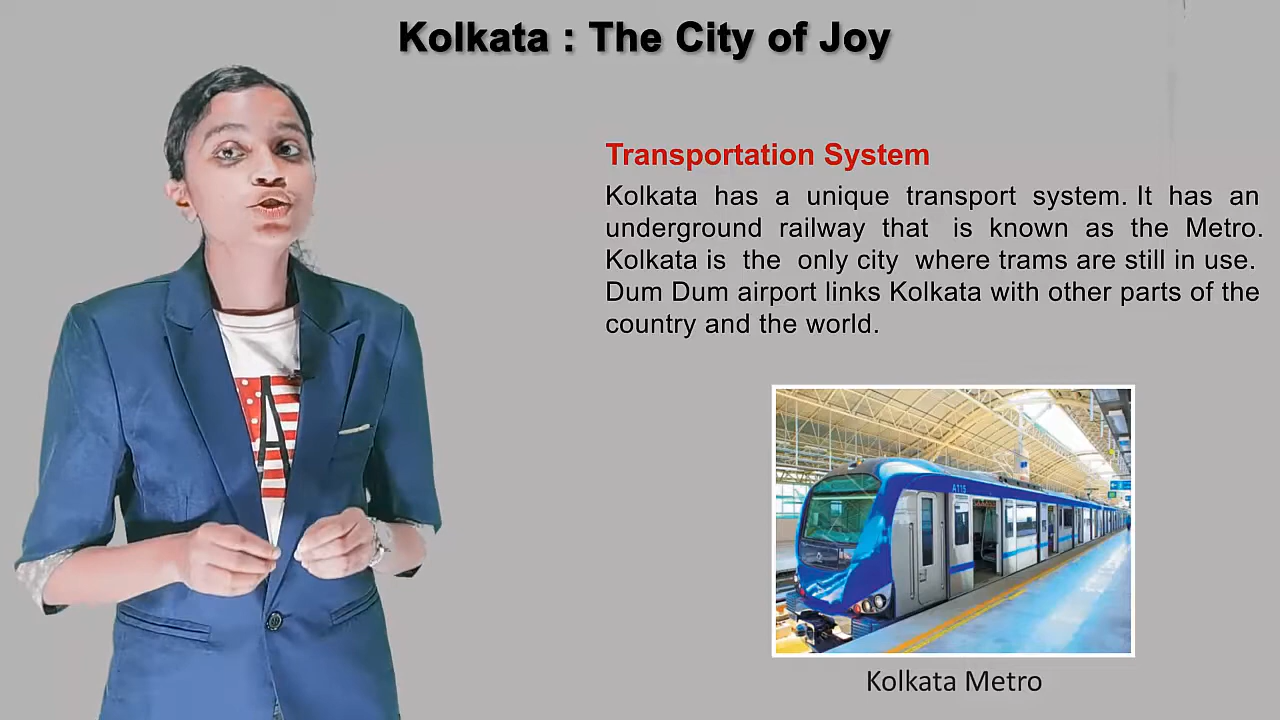 Kolkata : The City of Joy
Transportation System
Kolkata has a unique transport system. It has an
underground railway that is known as the Metro.
Kolkata is the only city where trams are still in use.
Dum Dum airport links Kolkata with other parts of the
country and the world.
A115
Kolkata Metro